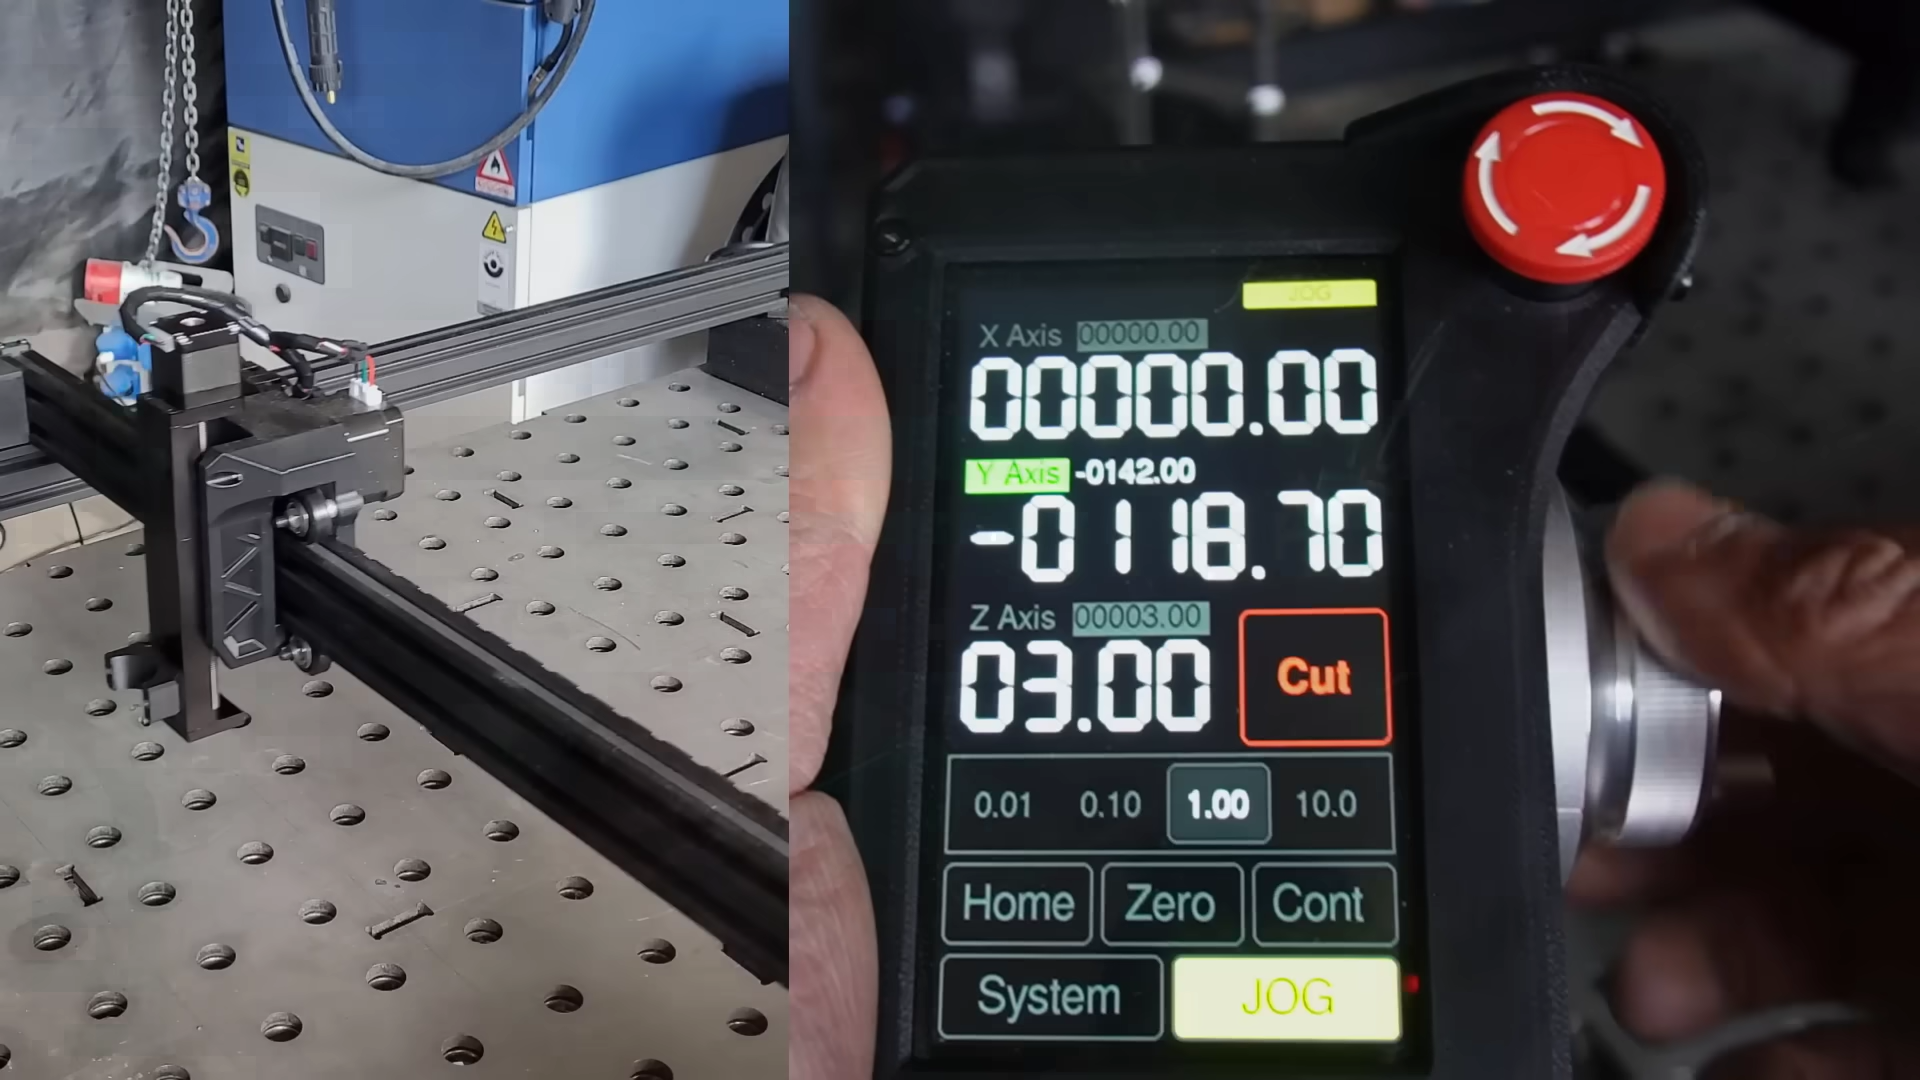 JOG
X Axis 00000.00
00000.00
Y Axis -0142.00
-0118.70
Z Axis 00003.00
03.00
Cut
0.01 0.10 1.00 10.0
Home Zero Cont
System JOG